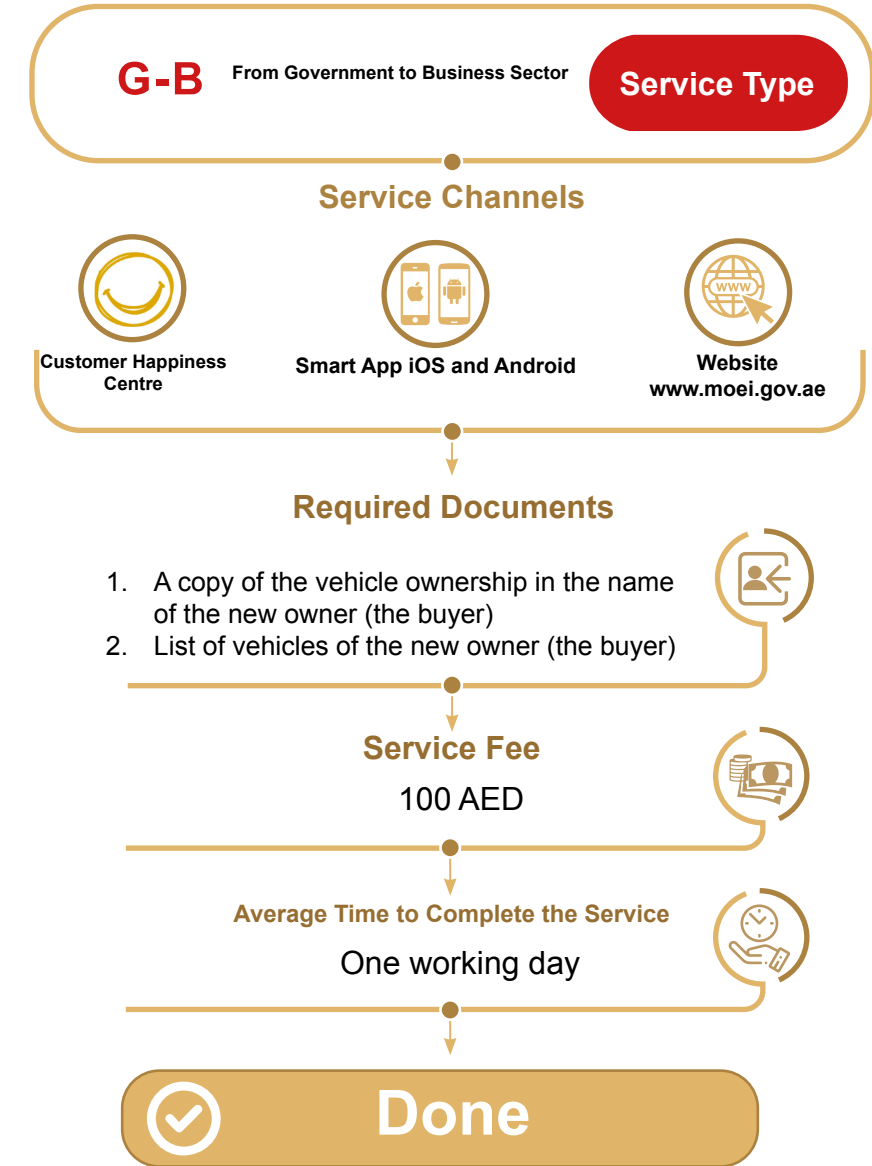 G-B
From Government to Business Sector
Service Type
Service Channels
Customer Happiness
Centre
Smart App iOS and Android
WWW
Website
www.moei.gov.ae
Required Documents
1. A copy of the vehicle ownership in the name
of the new owner (the buyer)
2. List of vehicles of the new owner (the buyer)
Service Fee
100 AED
Average Time to Complete the Service
One working day
Done